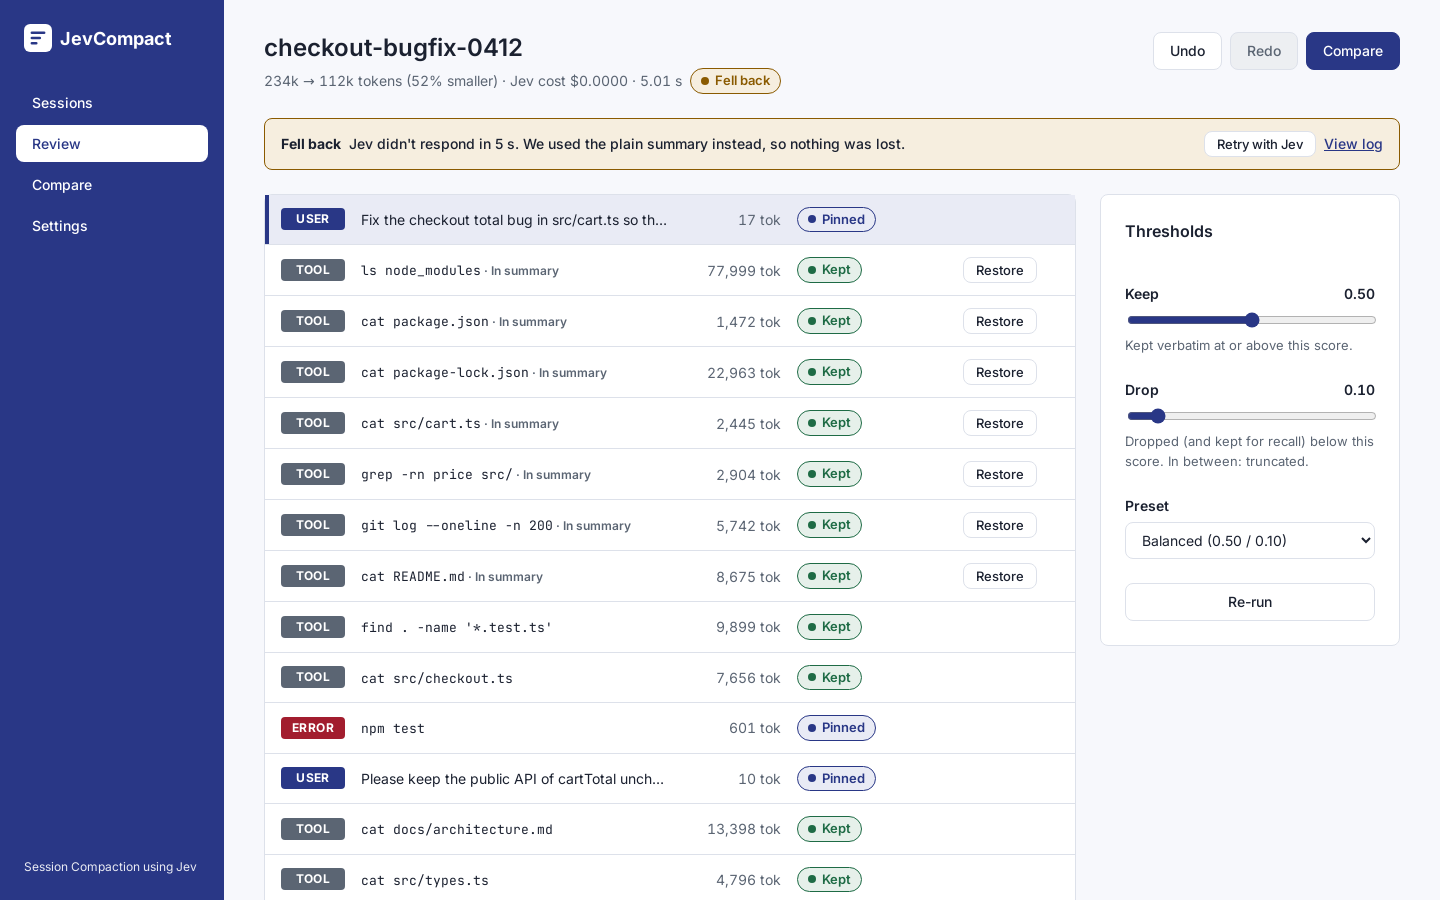 JevCompact
Sessions
Review
Compare
Settings
Session Compaction using Jev
checkout-bugfix-0412
234k → 112k tokens (52% smaller) · Jev cost $0.0000 · 5.01 s Fell back
Undo Redo Compare
Fell back Jev didn't respond in 5 s. We used the plain summary instead, so nothing was lost. Retry with Jev View log
USER Fix the checkout total bug in src/cart.ts so th... 17 tok Pinned
TOOL ls node_modules · In summary 77,999 tok Kept Restore
TOOL cat package.json · In summary 1,472 tok Kept Restore
TOOL cat package-lock.json · In summary 22,963 tok Kept Restore
TOOL cat src/cart.ts · In summary 2,445 tok Kept Restore
TOOL grep -rn price src/ · In summary 2,904 tok Kept Restore
TOOL git log --oneline -n 200 · In summary 5,742 tok Kept Restore
TOOL cat README.md · In summary 8,675 tok Kept Restore
TOOL find . -name '*.test.ts' 9,899 tok Kept
TOOL cat src/checkout.ts 7,656 tok Kept
ERROR npm test 601 tok Pinned
USER Please keep the public API of cartTotal unch... 10 tok Pinned
TOOL cat docs/architecture.md 13,398 tok Kept
TOOL cat src/types.ts 4,796 tok Kept
Thresholds
Keep 0.50
Kept verbatim at or above this score.
Drop 0.10
Dropped (and kept for recall) below this
score. In between: truncated.
Preset
Balanced (0.50 / 0.10)
Re-run